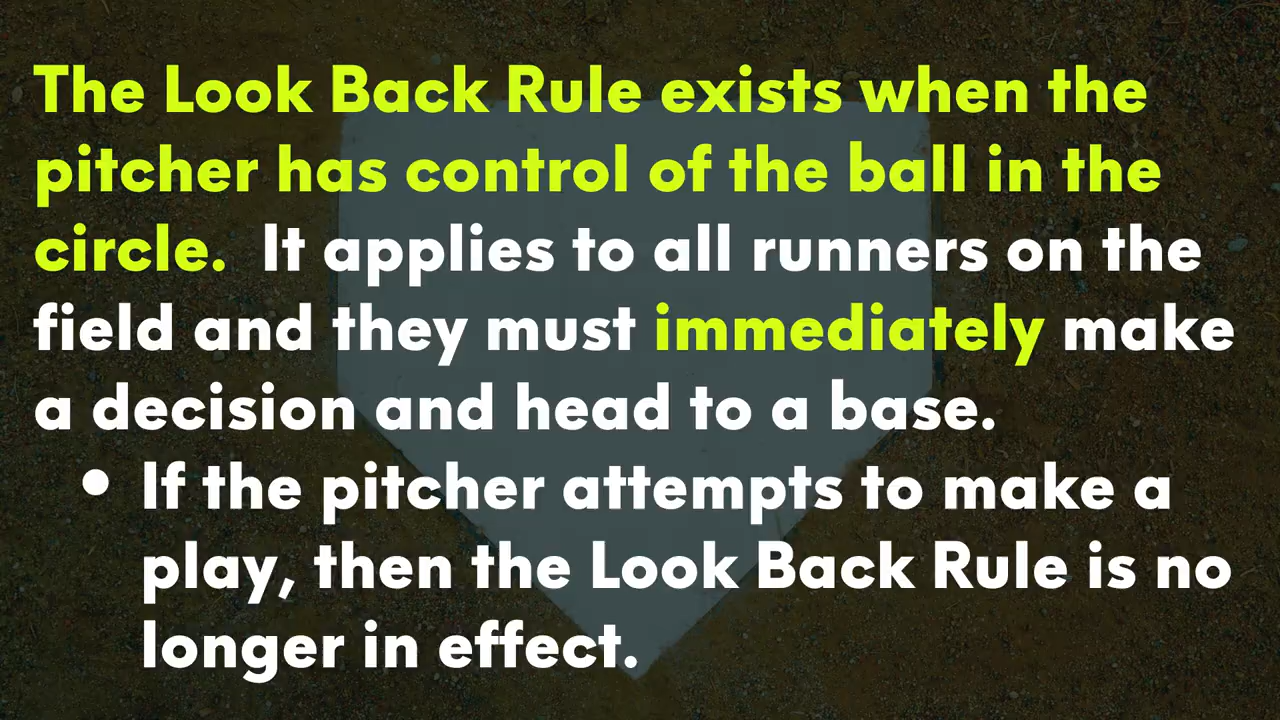 The Look Back Rule exists when the
pitcher has control of the ball in the
circle. It applies to all runners on the
field and they must immediately make
a decision and head to a base.
• If the pitcher attempts to make a
play, then the Look Back Rule is no
longer in effect.